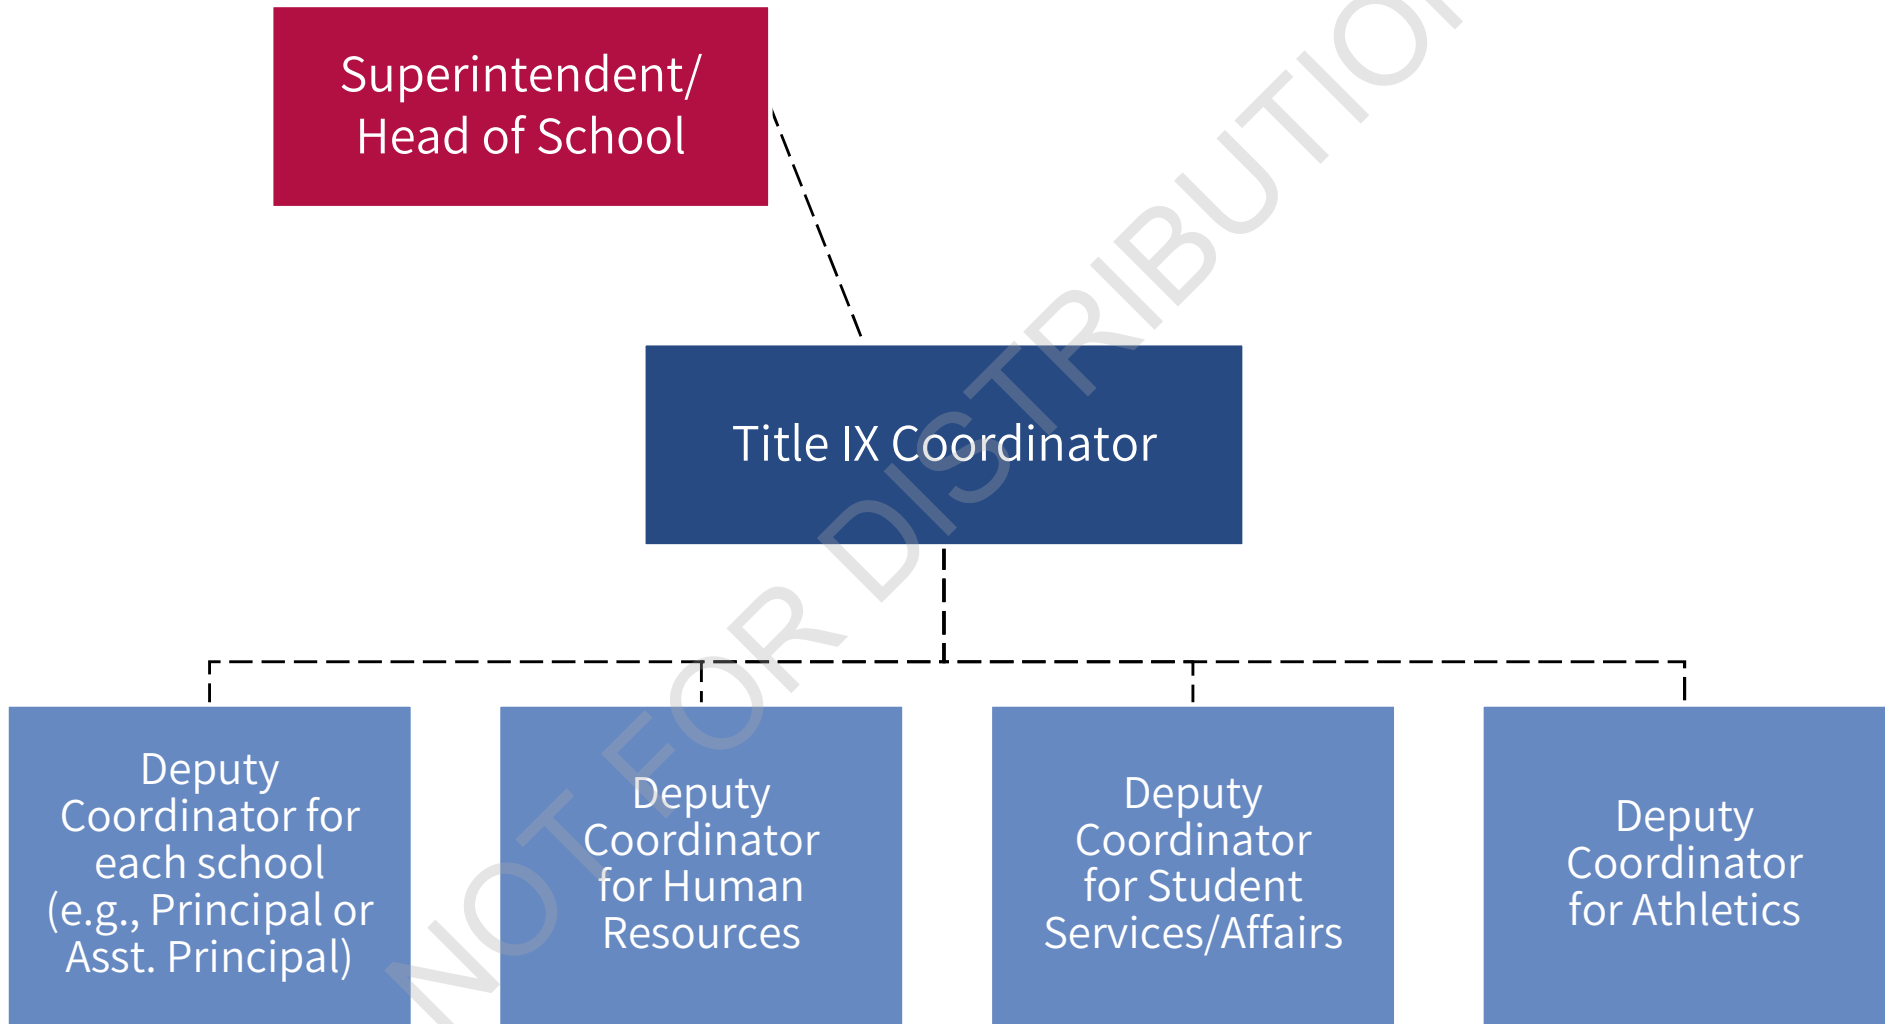 Superintendent/
Head of School
Title IX Coordinator
Deputy
Coordinator for
each school
(e.g., Principal or
Asst. Principal)
Deputy
Coordinator
for Human
Resources
Deputy
Coordinator
for Student
Services/Affairs
Deputy
Coordinator
for Athletics
NOT FOR DISTRIBUTION